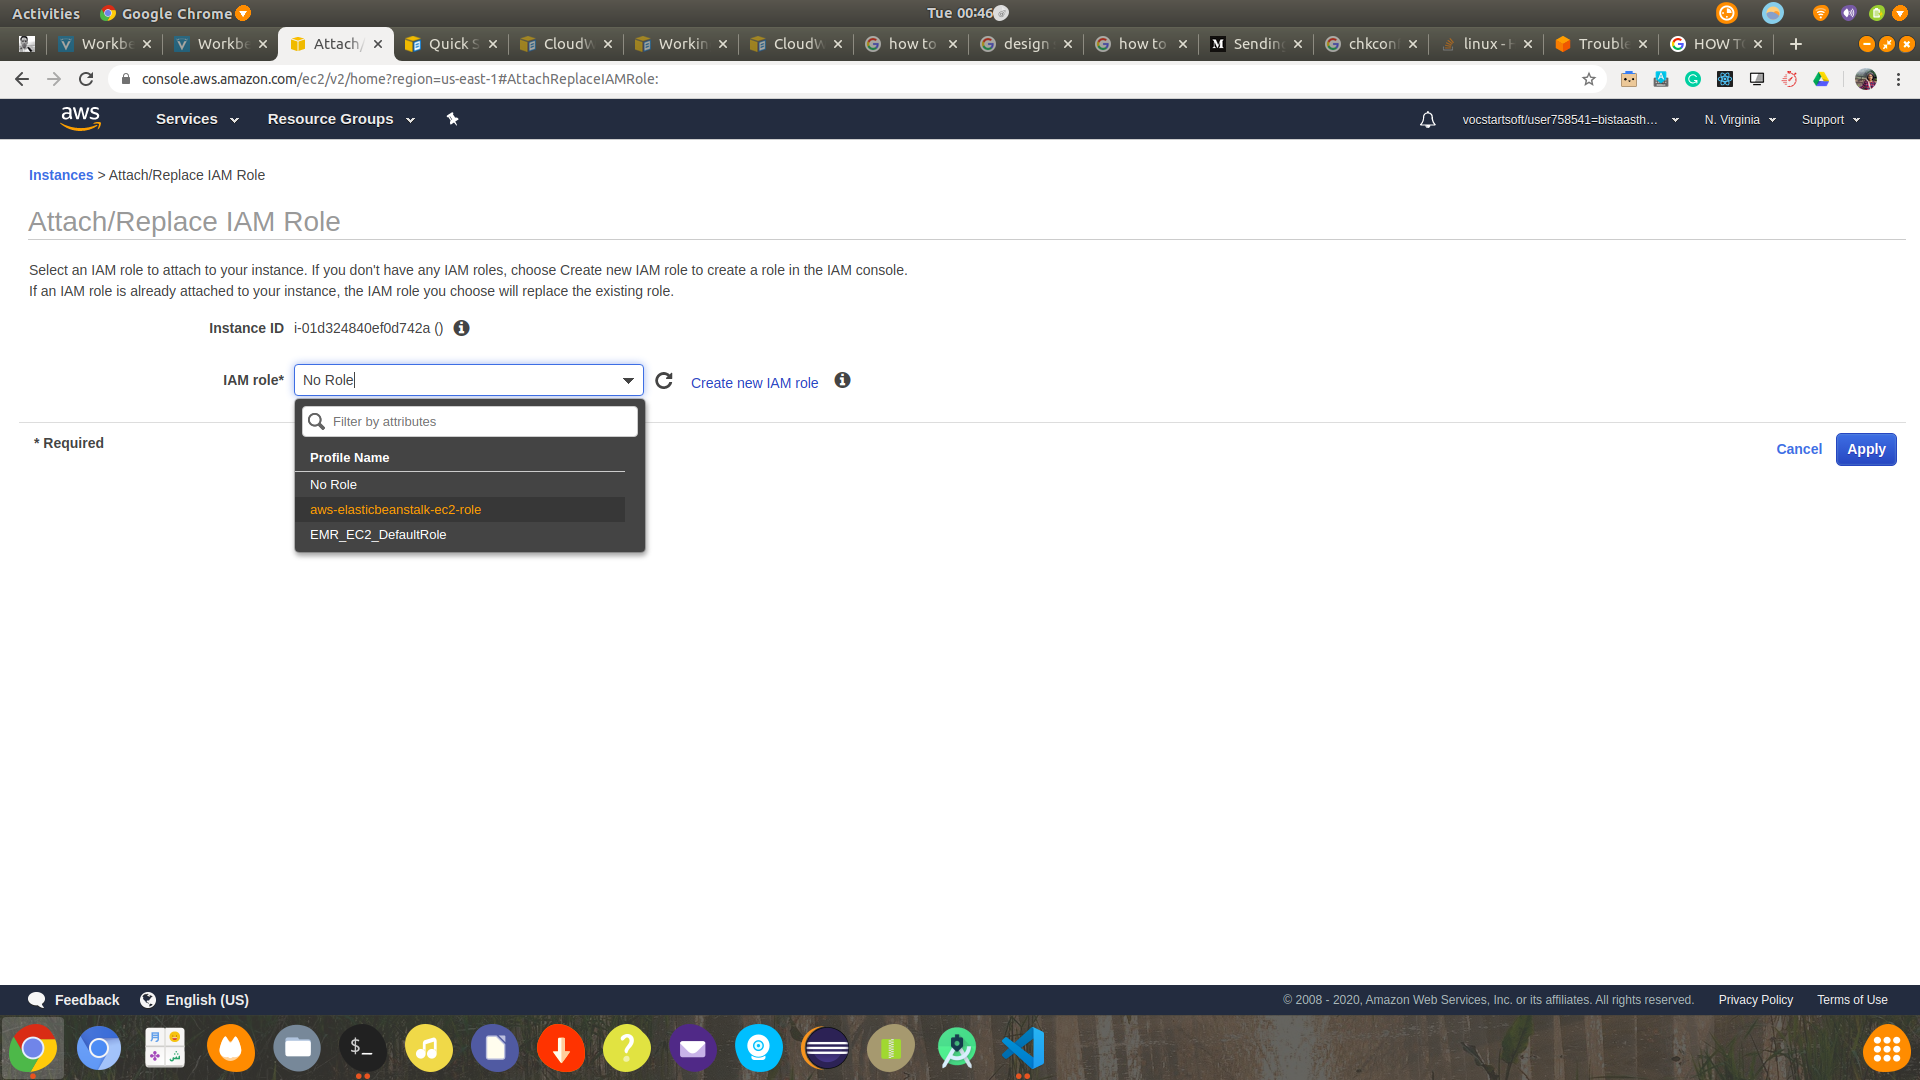 Activities Google Chrome Tue 00:46
Workbe Workbe Attach/ Quick S CloudW Workin CloudW how to design how to Sending chkconf linux - H Trouble HOW TO
console.aws.amazon.com/ec2/v2/home?region=us-east-1#AttachReplaceIAMRole:
aws Services Resource Groups vocstartsoft/user758541=bistaasth... N. Virginia Support
Instances > Attach/Replace IAM Role
Attach/Replace IAM Role
Select an IAM role to attach to your instance. If you don't have any IAM roles, choose Create new IAM role to create a role in the IAM console.
If an IAM role is already attached to your instance, the IAM role you choose will replace the existing role.
Instance ID i-01d324840ef0d742a ()
IAM role* No Role Create new IAM role
Filter by attributes
* Required Cancel Apply
Profile Name
No Role
aws-elasticbeanstalk-ec2-role
EMR_EC2_DefaultRole
Feedback English (US) © 2008 - 2020, Amazon Web Services, Inc. or its affiliates. All rights reserved. Privacy Policy Terms of Use